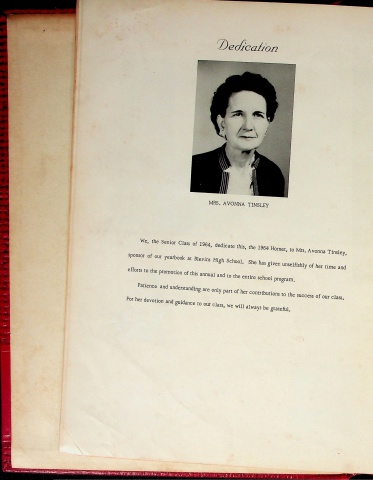 Dedication
MRS. AVONNA TINSLEY
We, the Senior Class of 1964, dedicate this, the 1964 Hornet, to Mrs. Avonna Tinsley,
sponsor of our yearbook at Rienzi High School. She has given unselfishly of her time and
efforts to the promotion of this annual and to the entire school program.
Patience and understanding are only part of her contributions to the success of our class.
For her devotion and guidance to our class, we will always be grateful.